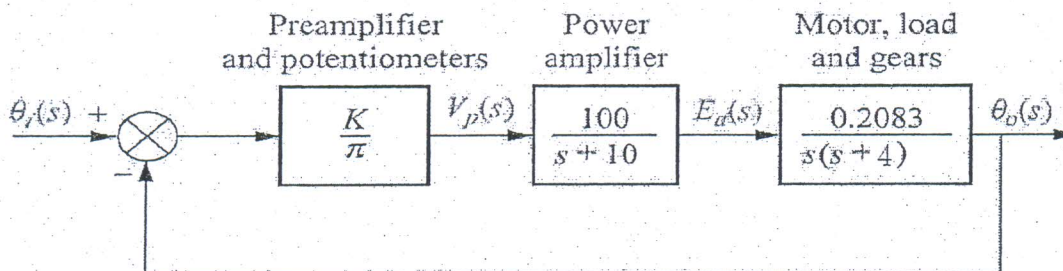 Preamplifier
and potentiometers
Power
amplifier
Motor, load
and gears
θr(s) +
−
K
π
Vp(s)
100
s + 10
Ea(s)
0.2083
s(s + 4)
θo(s)